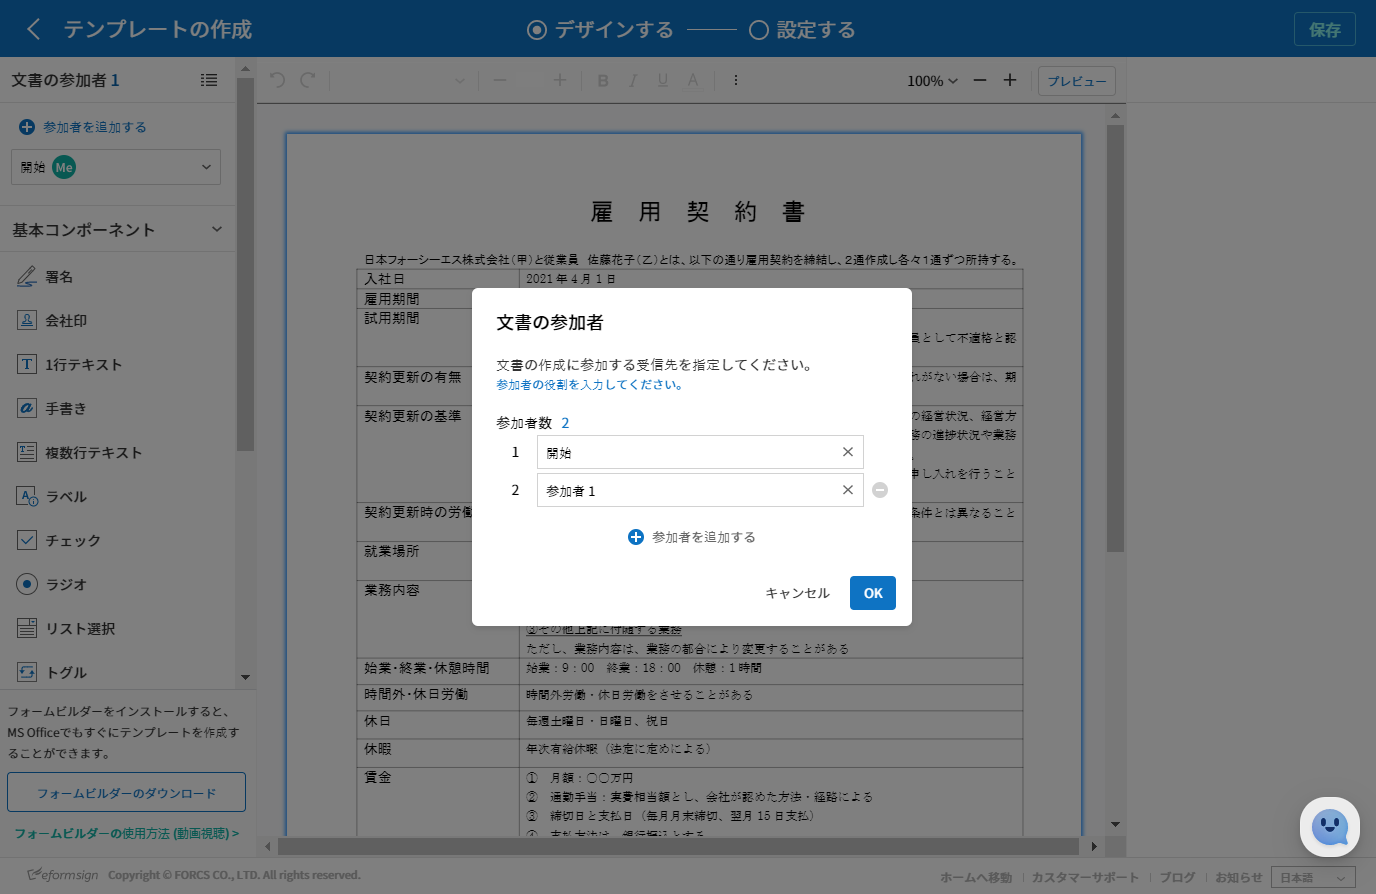 テンプレートの作成
デザインする
設定する
保存
文書の参加者 1
100%
プレビュー
参加者を追加する
開始 Me
基本コンポーネント
署名
会社印
1行テキスト
手書き
複数行テキスト
ラベル
チェック
ラジオ
リスト選択
トグル
フォームビルダーをインストールすると、
MS Officeでもすぐにテンプレートを作成す
ることができます。
フォームビルダーのダウンロード
フォームビルダーの使用方法 (動画視聴) >
雇 用 契 約 書
日本フォーシーエス株式会社(甲)と従業員 佐藤花子(乙)とは、以下の通り雇用契約を締結し、2通作成し各々1通ずつ所持する。
入社日 2021 年 4 月 1 日
雇用期間
試用期間
員として不適格と認
契約更新の有無 れがない場合は、期
契約更新の基準 の経営状況、経営方
務の進捗状況や業務
申し入れを行うこと
契約更新時の労働 条件とは異なること
就業場所
業務内容
③その他上記に付随する業務
ただし、業務内容は、業務の都合により変更することがある
始業・終業・休憩時間 始業:9:00 終業:18:00 休憩:1時間
時間外・休日労働 時間外労働・休日労働をさせることがある
休日 毎週土曜日・日曜日、祝日
休暇 年次有給休暇(法定に定めによる)
賃金 ① 月額:〇〇万円
② 通勤手当:実費相当額とし、会社が認めた方法・経路による
③ 締切日と支払日(毎月月末締切、翌月 15 日支払)
④ 支払方法は、銀行振込とする
文書の参加者
文書の作成に参加する受信先を指定してください。
参加者の役割を入力してください。
参加者数 2
1 開始
2 参加者 1
参加者を追加する
キャンセル
OK
eformsign Copyright © FORCS CO., LTD. All rights reserved.
ホームへ移動 | カスタマーサポート | ブログ | お知らせ 日本語